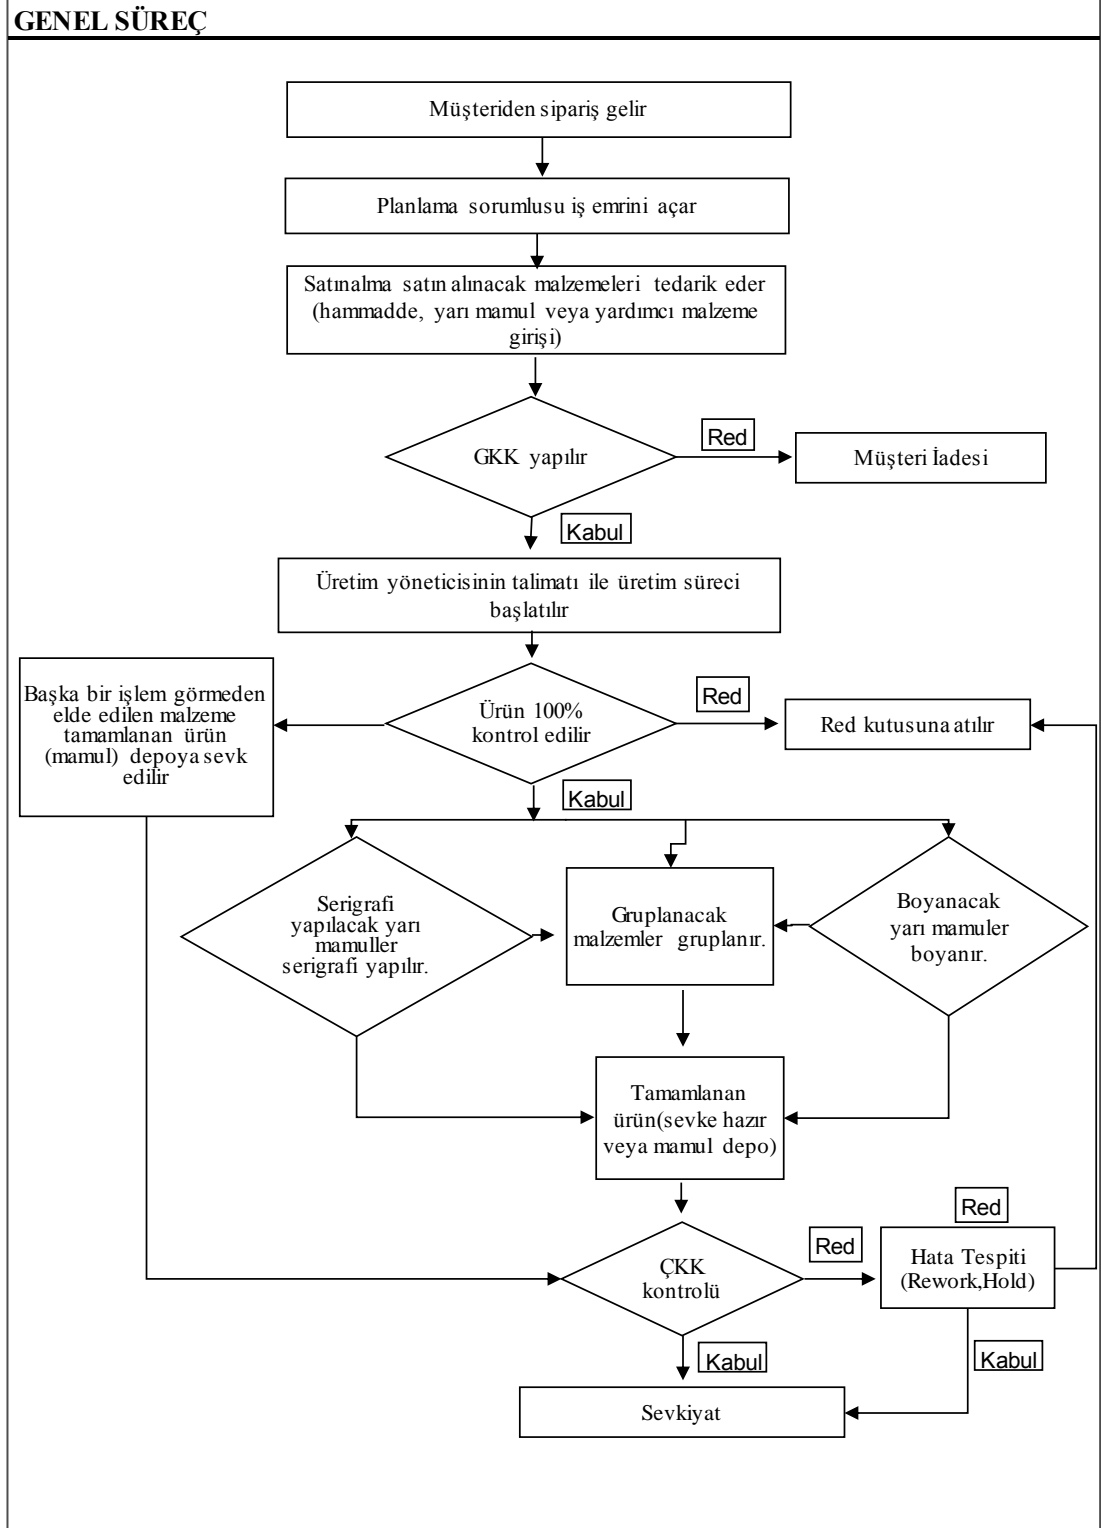 GENEL SÜREÇ
Müşteriden sipariş gelir
Planlama sorumlusu iş emrini açar
Satınalma satın alınacak malzemeleri tedarik eder
(hammadde, yarı mamul veya yardımcı malzeme
girişi)
GKK yapılır
Red
Müşteri İadesi
Kabul
Üretim yöneticisinin talimatı ile üretim süreci
başlatılır
Başka bir işlem görmeden
elde edilen malzeme
tamamlanan ürün
(mamul) depoya sevk
edilir
Ürün 100%
kontrol edilir
Red
Red kutusuna atılır
Kabul
Serigrafi
yapılacak yarı
mamuller
serigrafi yapılır.
Gruplanacak
malzemler gruplanır.
Boyanacak
yarı mamuler
boyanır.
Tamamlanan
ürün(sevke hazır
veya mamul depo)
ÇKK
kontrolü
Red
Red
Hata Tespiti
(Rework,Hold)
Kabul
Kabul
Sevkiyat